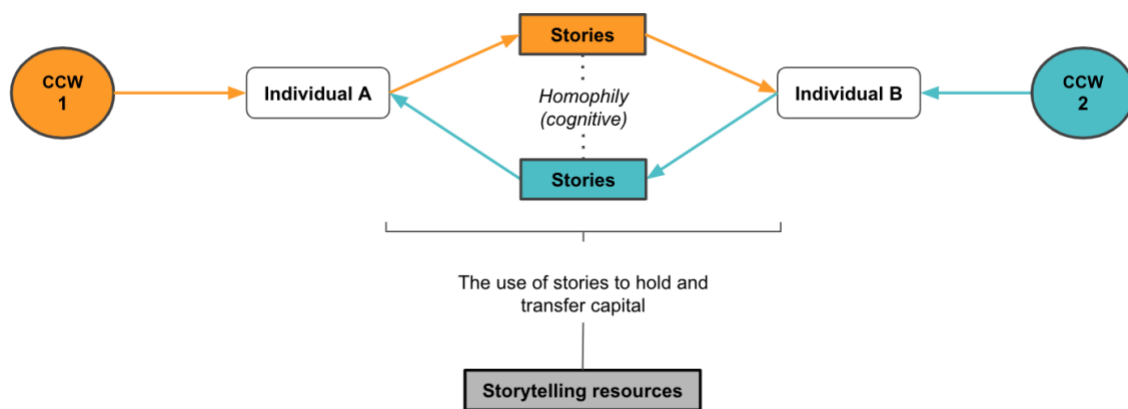 Stories
CCW
1
Individual A
Homophily
(cognitive)
Individual B
CCW
2
Stories
The use of stories to hold and
transfer capital
Storytelling resources